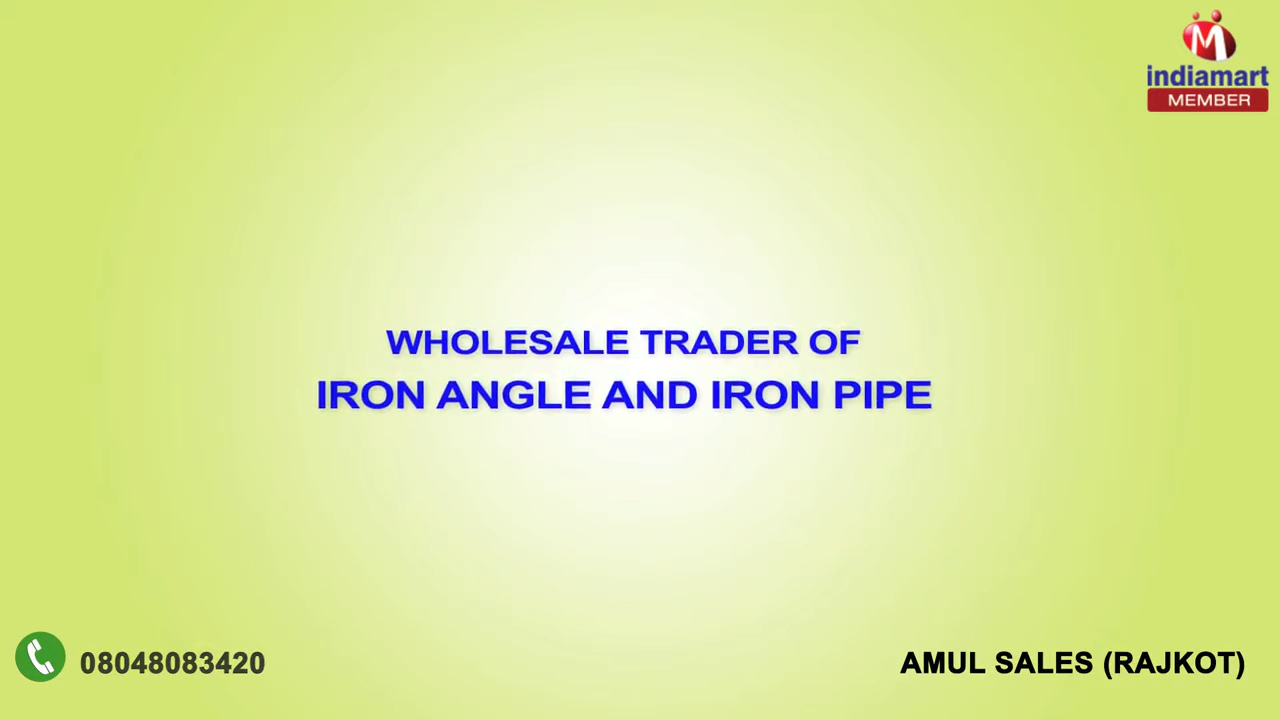 indiamart
MEMBER
WHOLESALE TRADER OF
IRON ANGLE AND IRON PIPE
08048083420
AMUL SALES (RAJKOT)